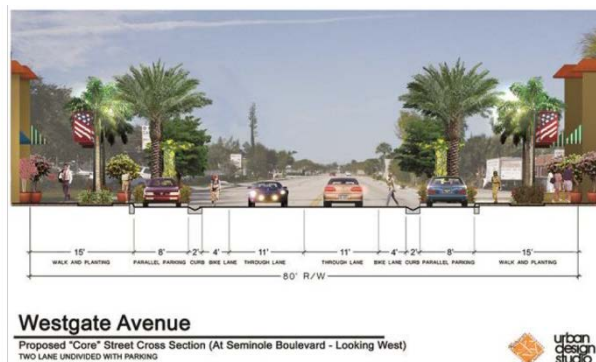 15' 8' 2' 4' 11' 11' 4' 2' 8' 15'
WALK AND PLANTING PARALLEL PARKING CURB BIKE LANE THROUGH LANE THROUGH LANE BIKE LANE CURB PARALLEL PARKING WALK AND PLANTING
80' R/W
Westgate Avenue
Proposed "Core" Street Cross Section (At Seminole Boulevard - Looking West)
TWO LANE UNDIVIDED WITH PARKING
urban
design
studio